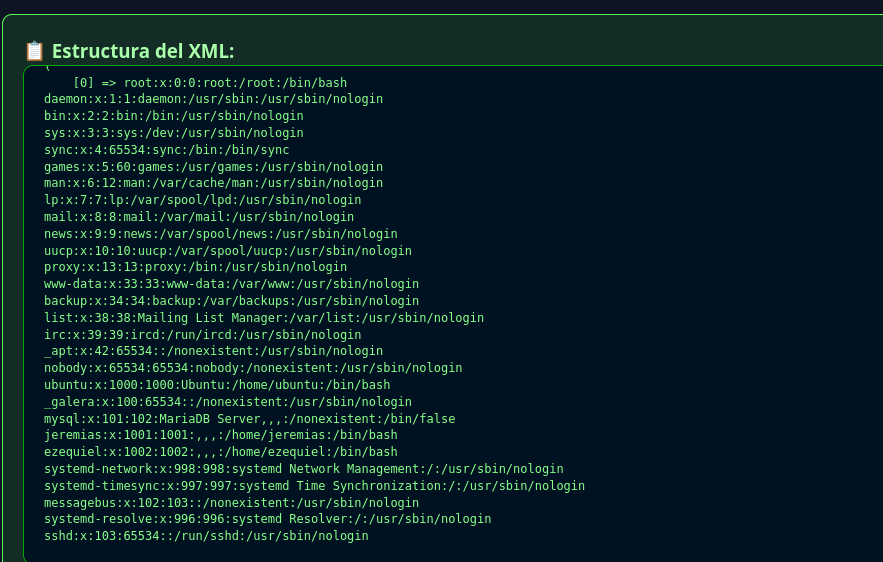 📋 Estructura del XML:
(
[0] => root:x:0:0:root:/root:/bin/bash
daemon:x:1:1:daemon:/usr/sbin:/usr/sbin/nologin
bin:x:2:2:bin:/bin:/usr/sbin/nologin
sys:x:3:3:sys:/dev:/usr/sbin/nologin
sync:x:4:65534:sync:/bin:/bin/sync
games:x:5:60:games:/usr/games:/usr/sbin/nologin
man:x:6:12:man:/var/cache/man:/usr/sbin/nologin
lp:x:7:7:lp:/var/spool/lpd:/usr/sbin/nologin
mail:x:8:8:mail:/var/mail:/usr/sbin/nologin
news:x:9:9:news:/var/spool/news:/usr/sbin/nologin
uucp:x:10:10:uucp:/var/spool/uucp:/usr/sbin/nologin
proxy:x:13:13:proxy:/bin:/usr/sbin/nologin
www-data:x:33:33:www-data:/var/www:/usr/sbin/nologin
backup:x:34:34:backup:/var/backups:/usr/sbin/nologin
list:x:38:38:Mailing List Manager:/var/list:/usr/sbin/nologin
irc:x:39:39:ircd:/run/ircd:/usr/sbin/nologin
_apt:x:42:65534::/nonexistent:/usr/sbin/nologin
nobody:x:65534:65534:nobody:/nonexistent:/usr/sbin/nologin
ubuntu:x:1000:1000:Ubuntu:/home/ubuntu:/bin/bash
_galera:x:100:65534::/nonexistent:/usr/sbin/nologin
mysql:x:101:102:MariaDB Server,,,:/nonexistent:/bin/false
jeremias:x:1001:1001:,,,:/home/jeremias:/bin/bash
ezequiel:x:1002:1002:,,,:/home/ezequiel:/bin/bash
systemd-network:x:998:998:systemd Network Management:/:/usr/sbin/nologin
systemd-timesync:x:997:997:systemd Time Synchronization:/:/usr/sbin/nologin
messagebus:x:102:103::/nonexistent:/usr/sbin/nologin
systemd-resolve:x:996:996:systemd Resolver:/:/usr/sbin/nologin
sshd:x:103:65534::/run/sshd:/usr/sbin/nologin